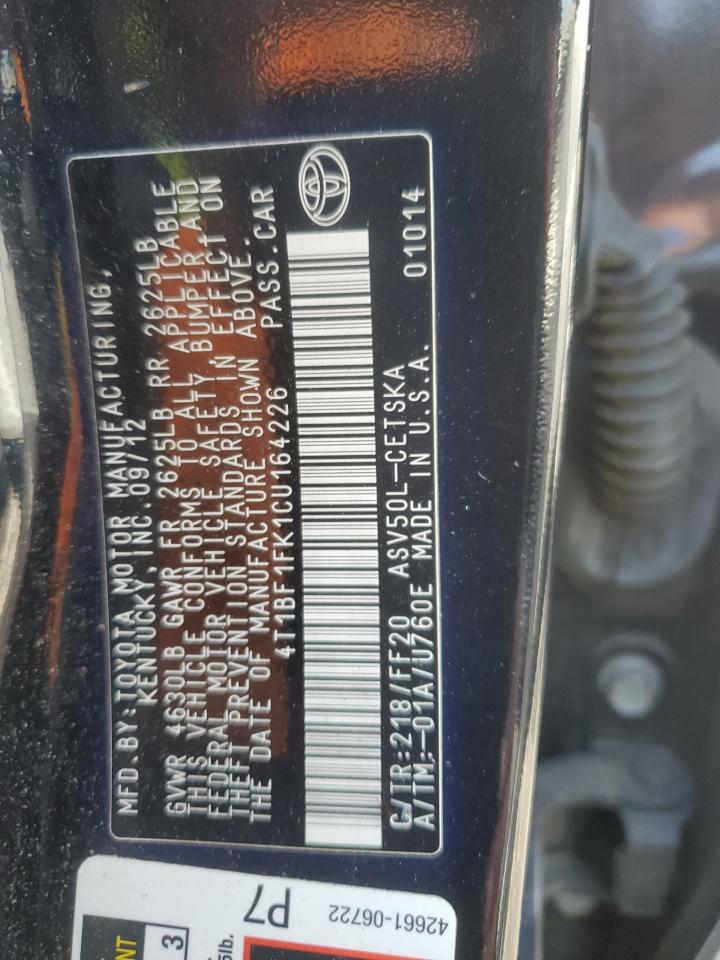 MFD.BY:TOYOTA MOTOR MANUFACTURING,
KENTUCKY, INC.09/12
GVWR 4630LB GAWR FR 2625LB RR 2625LB
THIS VEHICLE CONFORMS TO ALL APPLICABLE
FEDERAL MOTOR VEHICLE SAFETY, BUMPER,AND
THEFT PREVENTION STANDARDS IN EFFECT ON
THE DATE OF MANUFACTURE SHOWN ABOVE.
4T1BF1FK1CU164226 PASS.CAR
C/TR:218/FF20 ASV50L-CETSKA
A/TM:-01A/U760E MADE IN U.S.A. 01014
P7
42661-06722
3